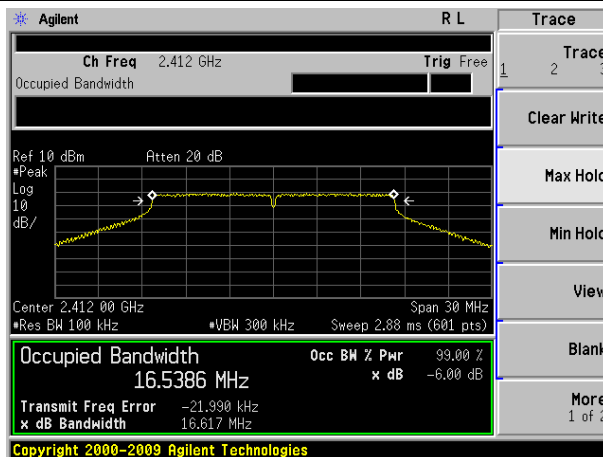 Agilent R L Trace
Ch Freq 2.412 GHz Trig Free
Occupied Bandwidth
Trace
1 2 3
Clear Write
Max Hold
Min Hold
View
Blank
More
1 of 2
Ref 10 dBm Atten 20 dB
#Peak
Log
10
dB/
Center 2.412 00 GHz Span 30 MHz
#Res BW 100 kHz #VBW 300 kHz Sweep 2.88 ms (601 pts)
Occupied Bandwidth Occ BW % Pwr 99.00 %
16.5386 MHz x dB -6.00 dB
Transmit Freq Error -21.990 kHz
x dB Bandwidth 16.617 MHz
Copyright 2000-2009 Agilent Technologies